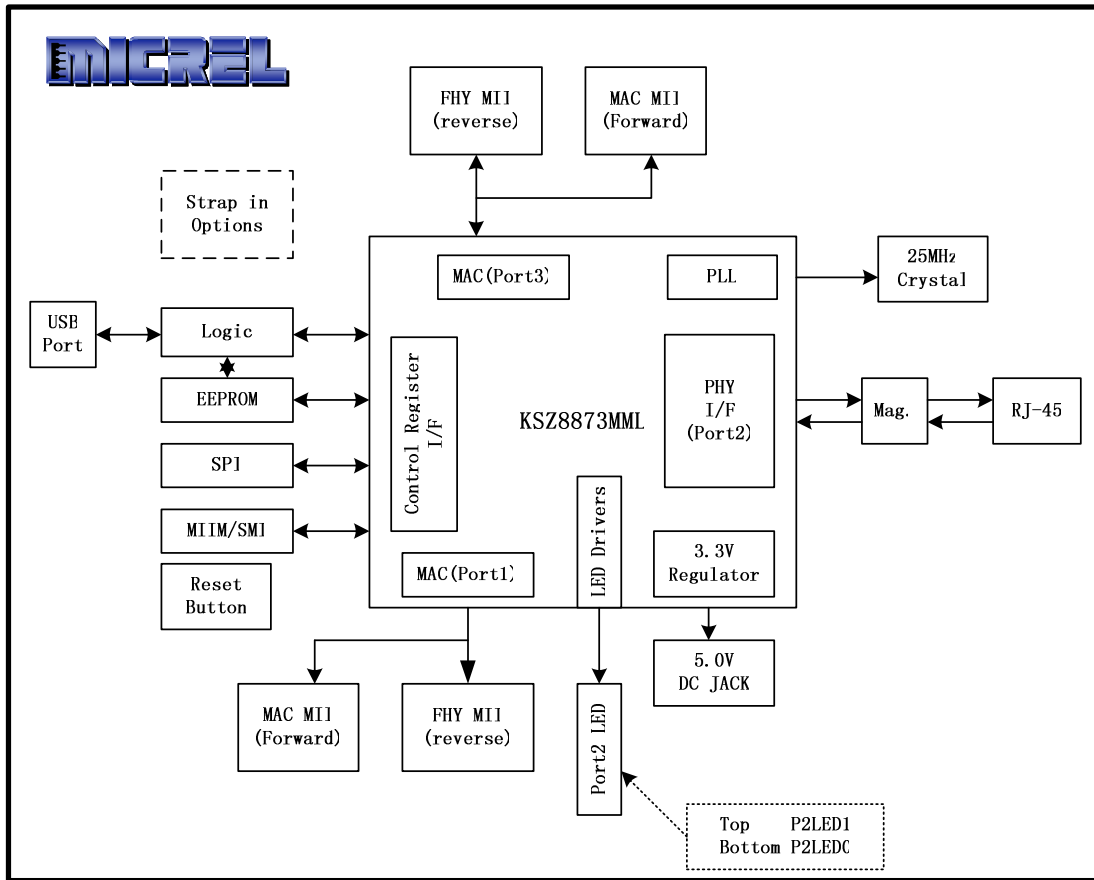 MICREL
FHY MII
(reverse)
MAC MII
(Forward)
Strap in
Options
MAC(Port3)
PLL
25MHz
Crystal
USB
Port
Logic
EEPROM
SPI
MIIM/SMI
Reset
Button
Control Register
I/F
KSZ8873MML
PHY
I/F
(Port2)
Mag.
RJ-45
LED Drivers
MAC(Port1)
3.3V
Regulator
5.0V
DC JACK
MAC MII
(Forward)
FHY MII
(reverse)
Port2 LED
Top P2LED1
Bottom P2LED0